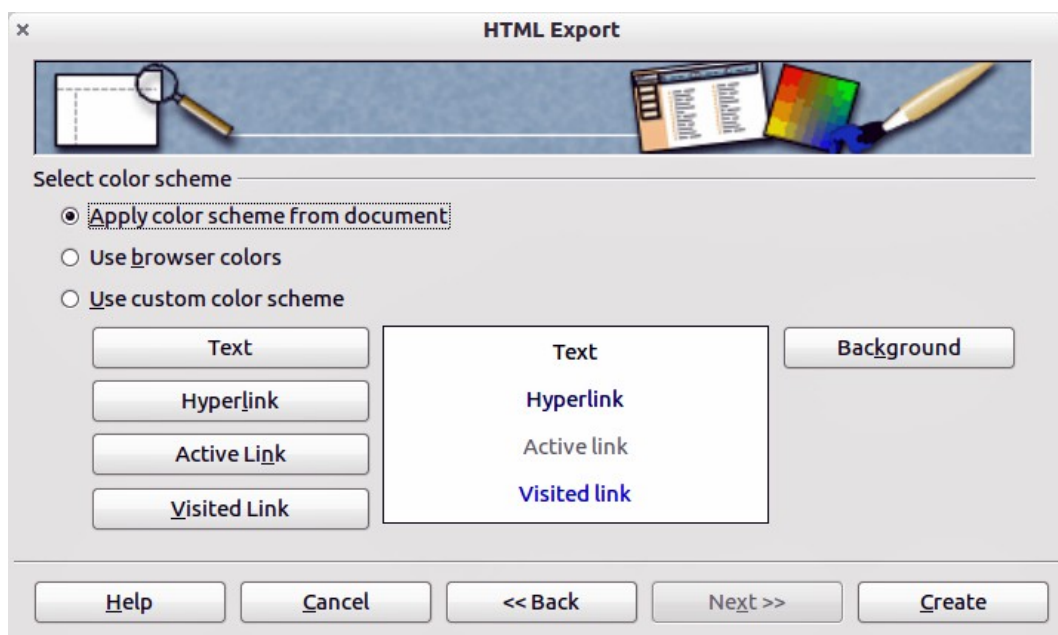 HTML Export
Select color scheme
Apply color scheme from document
Use browser colors
Use custom color scheme
Text
Hyperlink
Active Link
Visited Link
Text
Hyperlink
Active link
Visited link
Background
Help Cancel << Back Next >> Create